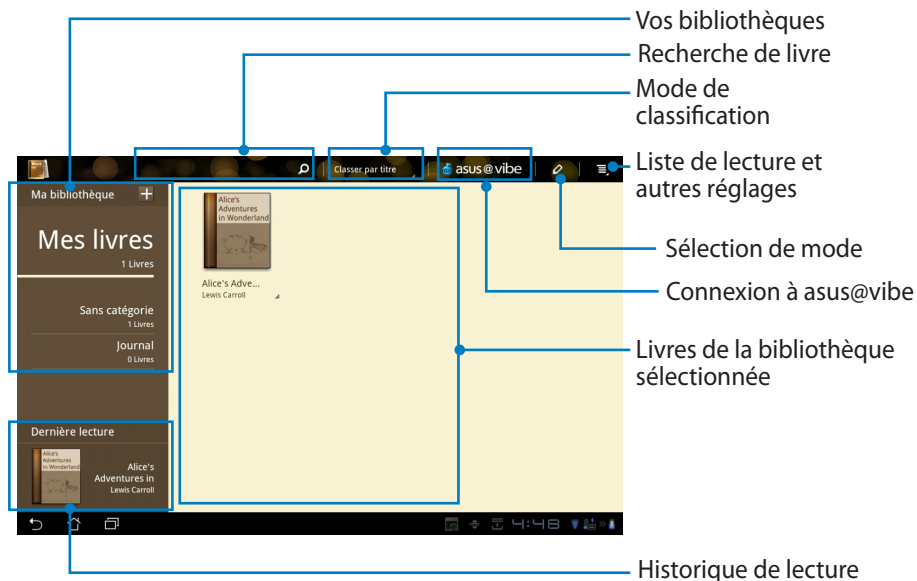 Vos bibliothèques
Recherche de livre
Mode de
classification
Liste de lecture et
autres réglages
Sélection de mode
Connexion à asus@vibe
Livres de la bibliothèque
sélectionnée
Historique de lecture
Classer par titre
asus@vibe
Ma bibliothèque
Mes livres
1 Livres
Sans catégorie
1 Livres
Journal
0 Livres
Dernière lecture
Alice's
Adventures
in Wonderland
Alice's
Adventures in
Lewis Carroll
Alice's
Adventures
in Wonderland
Alice's Adve...
Lewis Carroll
4:48